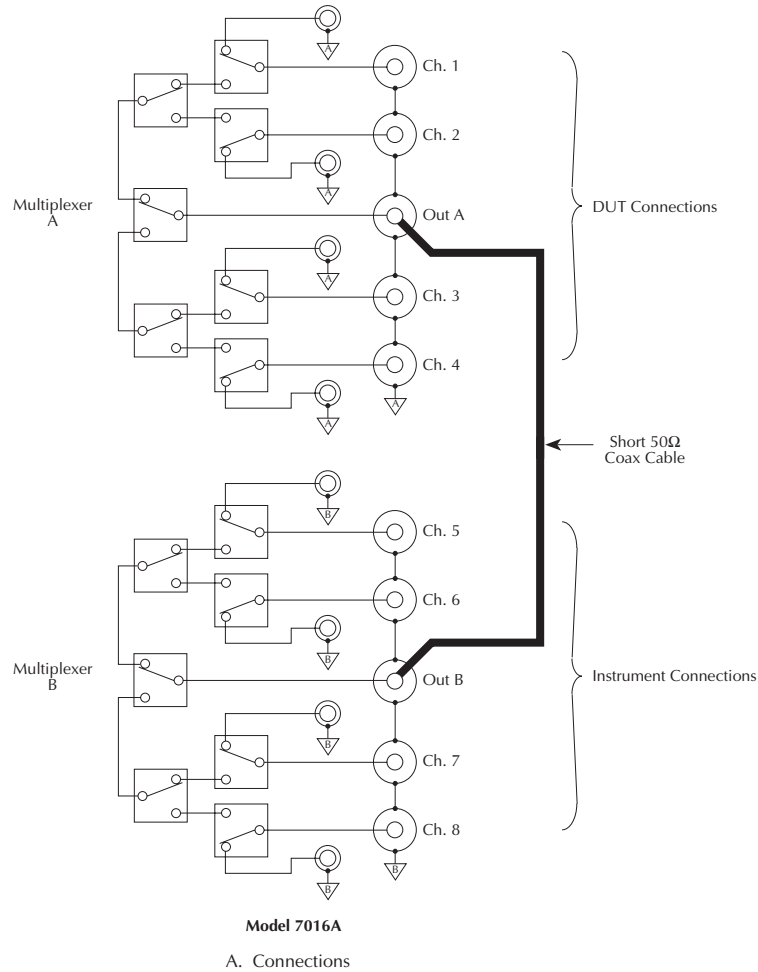 A
Ch. 1
Ch. 2
A
Multiplexer
A
Out A
DUT Connections
A
Ch. 3
Ch. 4
A
A
Short 50Ω
Coax Cable
B
Ch. 5
Ch. 6
B
Multiplexer
B
Out B
Instrument Connections
B
Ch. 7
Ch. 8
B
B
Model 7016A
A. Connections